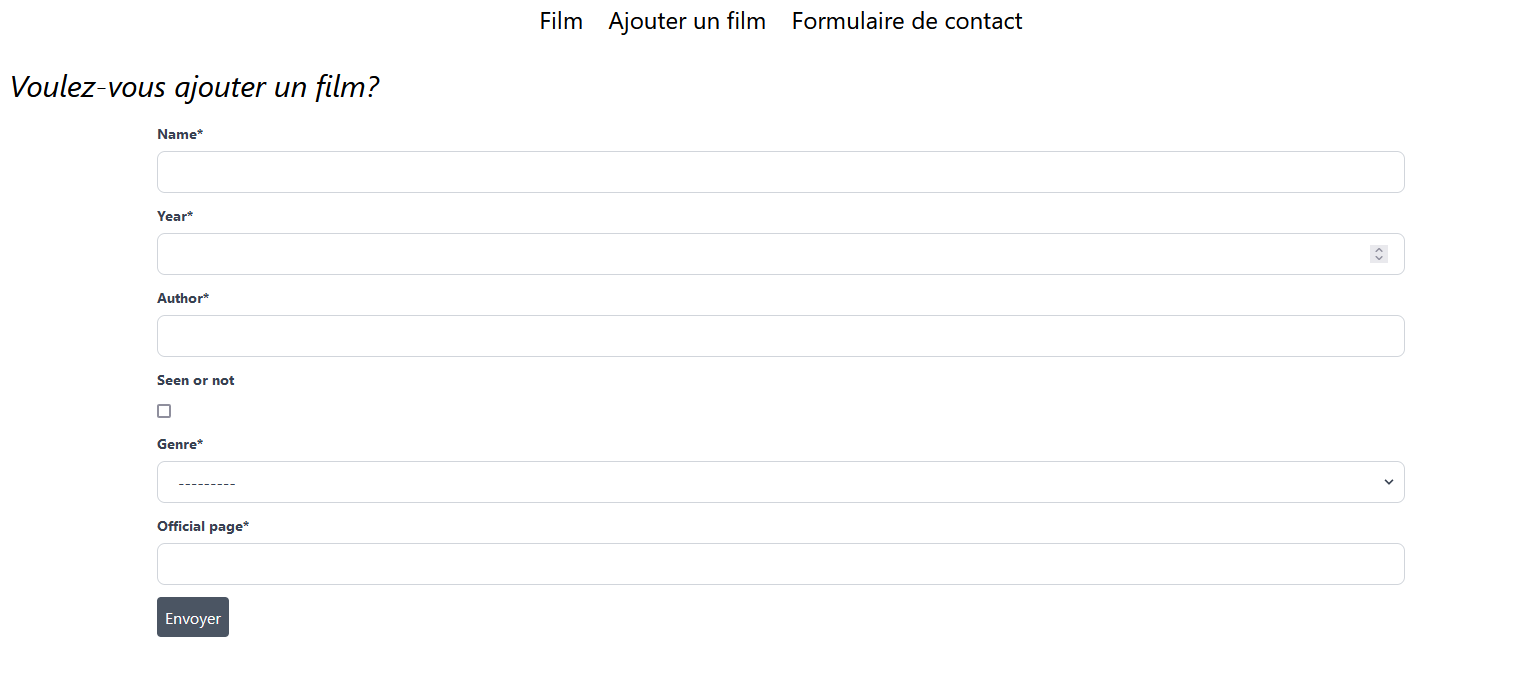 Film Ajouter un film Formulaire de contact
Voulez-vous ajouter un film?
Name*
Year*
Author*
Seen or not
Genre*
---------
Official page*
Envoyer